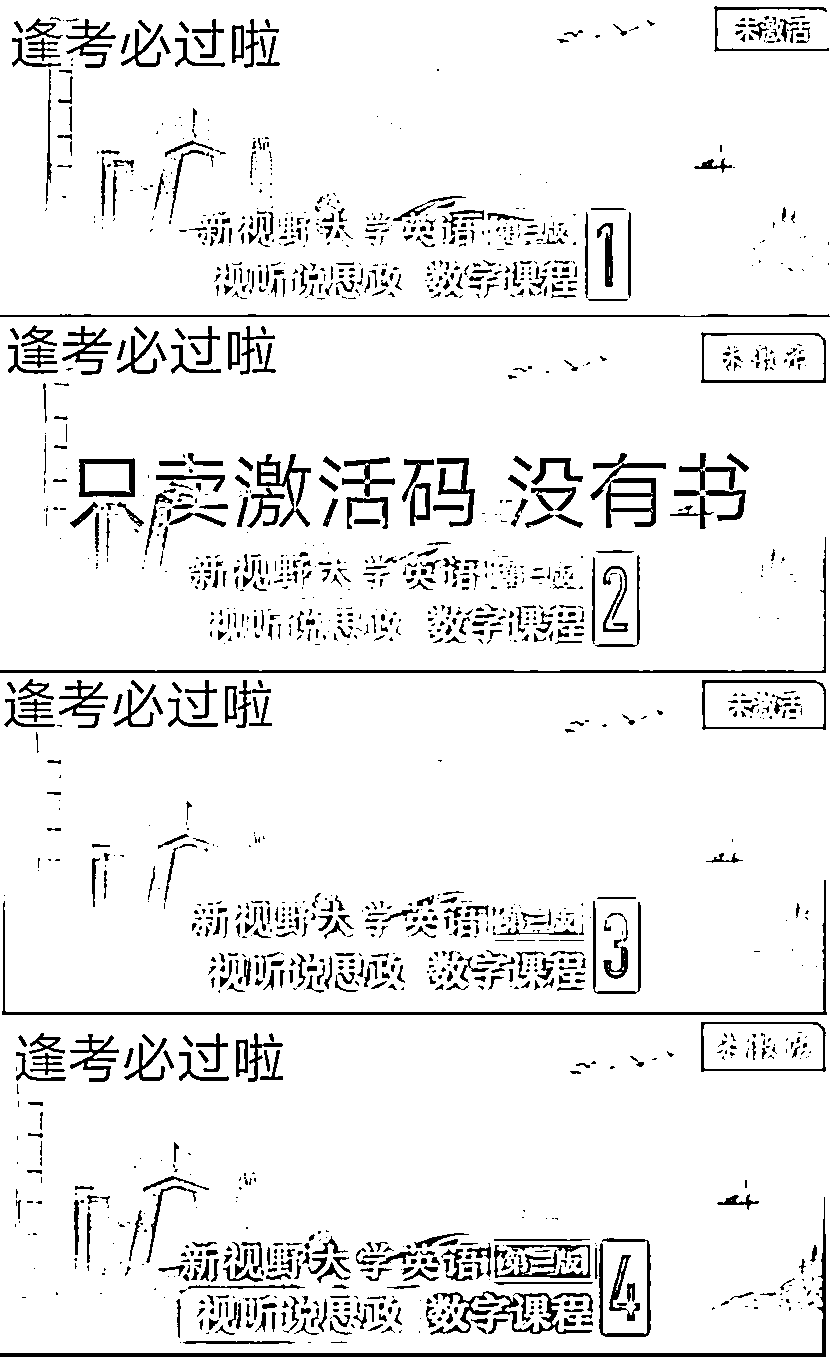 逢考必过啦
未激活
新视野大学英语 第三版 1
视听说思政 数字课程
逢考必过啦
未激活
只卖激活码 没有书
新视野大学英语 第三版 2
视听说思政 数字课程
逢考必过啦
未激活
新视野大学英语 第三版 3
视听说思政 数字课程
逢考必过啦
未激活
新视野大学英语 第三版 4
视听说思政 数字课程